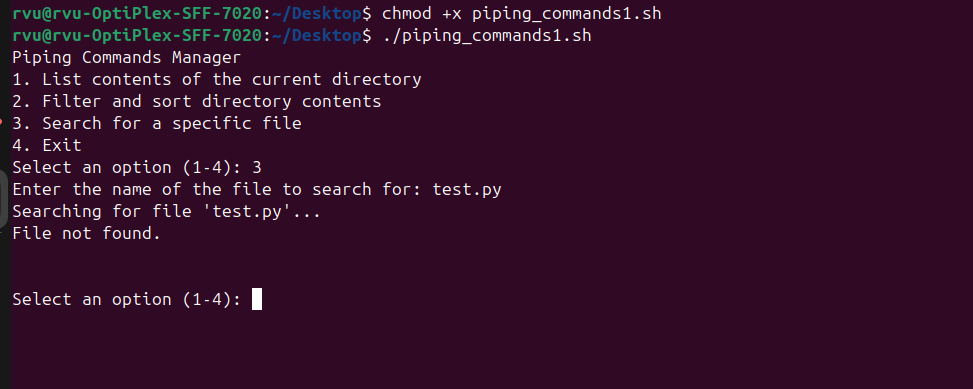 rvu@rvu-OptiPlex-SFF-7020:~/Desktop$ chmod +x piping_commands1.sh
rvu@rvu-OptiPlex-SFF-7020:~/Desktop$ ./piping_commands1.sh
Piping Commands Manager
1. List contents of the current directory
2. Filter and sort directory contents
3. Search for a specific file
4. Exit
Select an option (1-4): 3
Enter the name of the file to search for: test.py
Searching for file 'test.py'...
File not found.
Select an option (1-4):